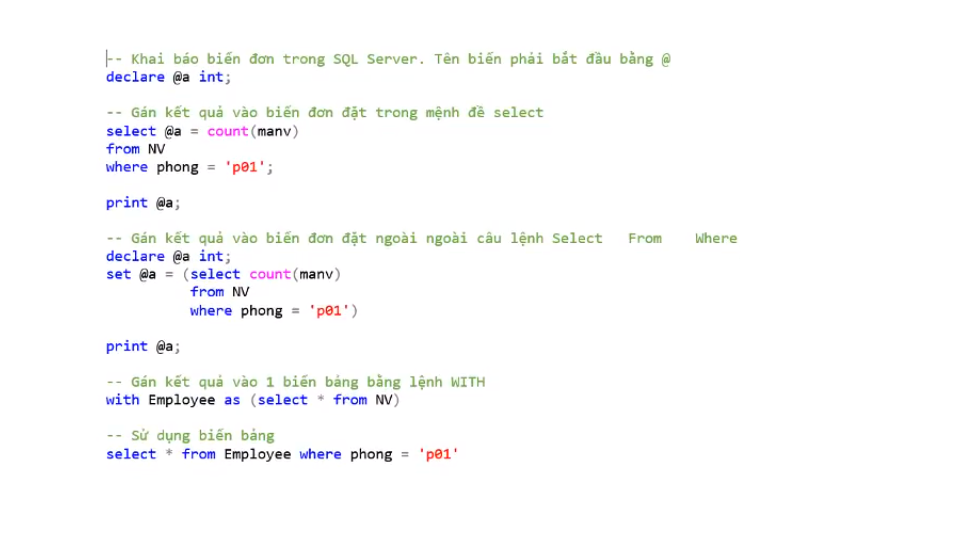 -- Khai báo biến đơn trong SQL Server. Tên biến phải bắt đầu bằng @
declare @a int;
-- Gán kết quả vào biến đơn đặt trong mệnh đề select
select @a = count(manv)
from NV
where phong = 'p01';
print @a;
-- Gán kết quả vào biến đơn đặt ngoài ngoài câu lệnh Select From Where
declare @a int;
set @a = (select count(manv)
from NV
where phong = 'p01')
print @a;
-- Gán kết quả vào 1 biến bảng bằng lệnh WITH
with Employee as (select * from NV)
-- Sử dụng biến bảng
select * from Employee where phong = 'p01'